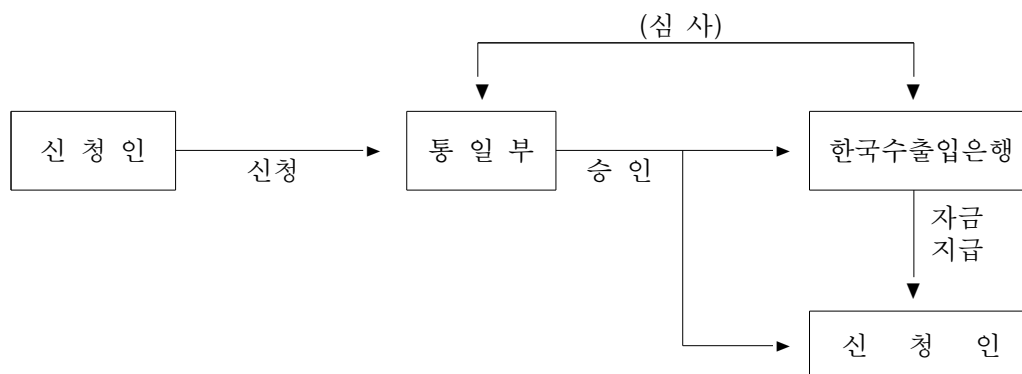 (심 사)
신 청 인
신청
통 일 부
승 인
한국수출입은행
자금
지급
신 청 인